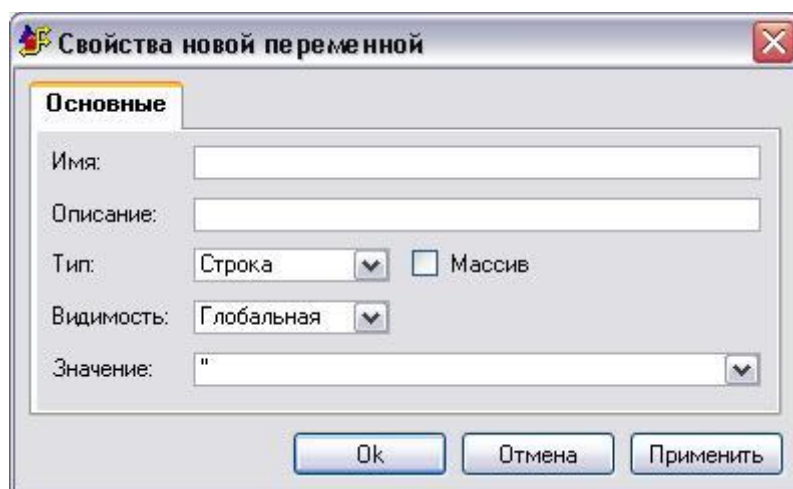 Свойства новой переменной
Основные
Имя:
Описание:
Тип: Строка Массив
Видимость: Глобальная
Значение: "
Ok Отмена Применить